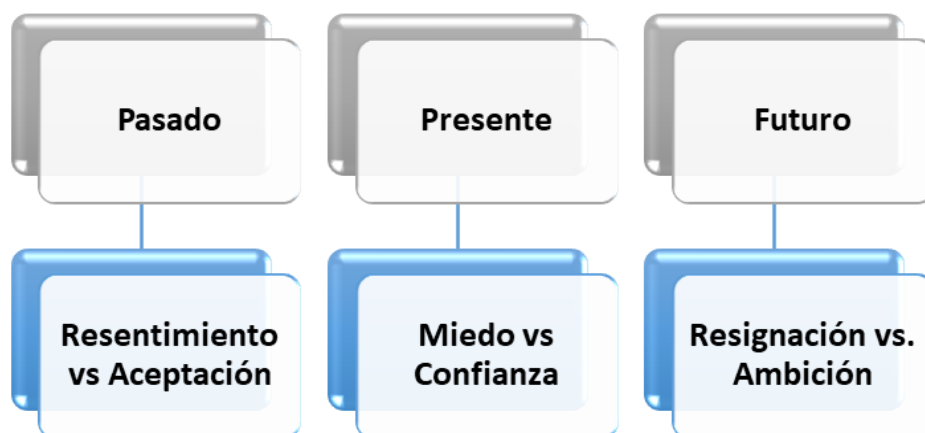 Pasado
Presente
Futuro
Resentimiento
vs Aceptación
Miedo vs
Confianza
Resignación vs.
Ambición